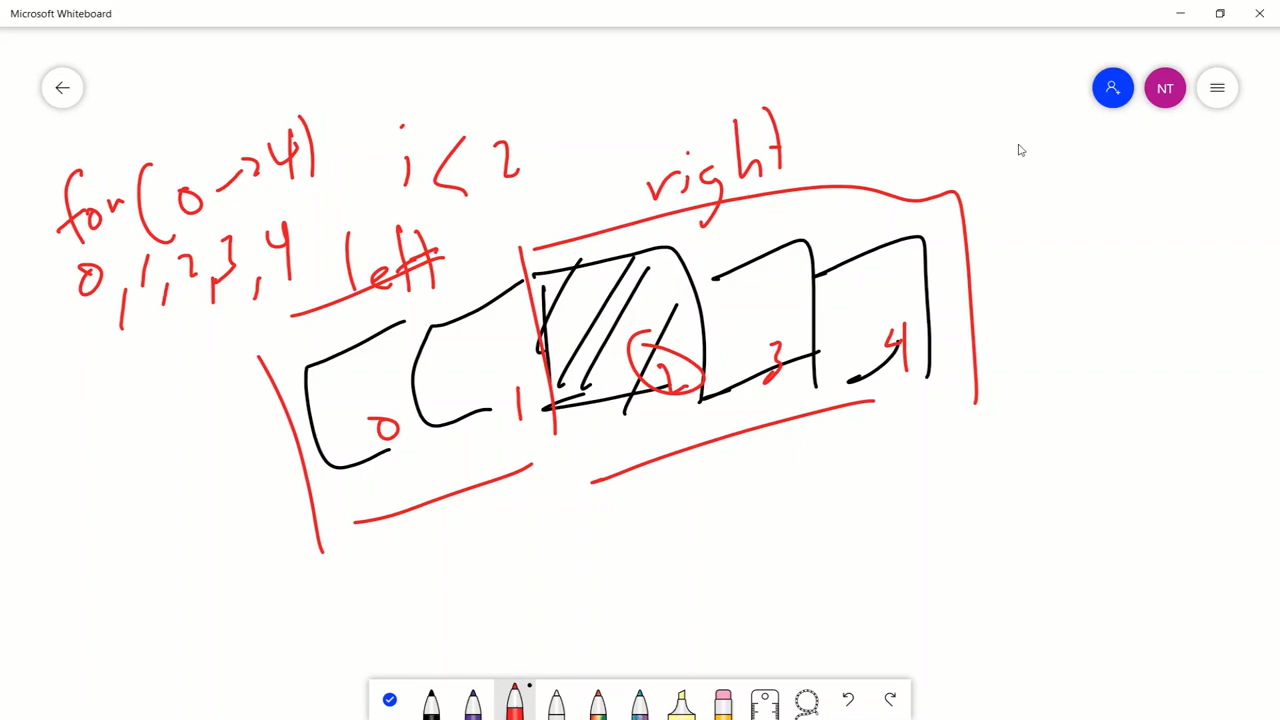 Microsoft Whiteboard
NT
for(0→4) i < 2
right
0,1,2,3,4 left
0 1 2 3 4